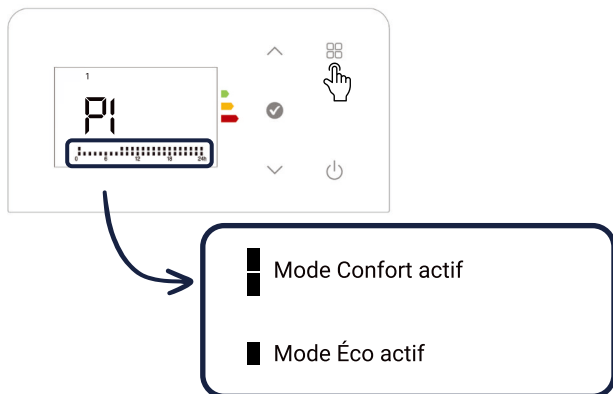 1
P1
0 6 12 18 24h
Mode Confort actif
Mode Éco actif